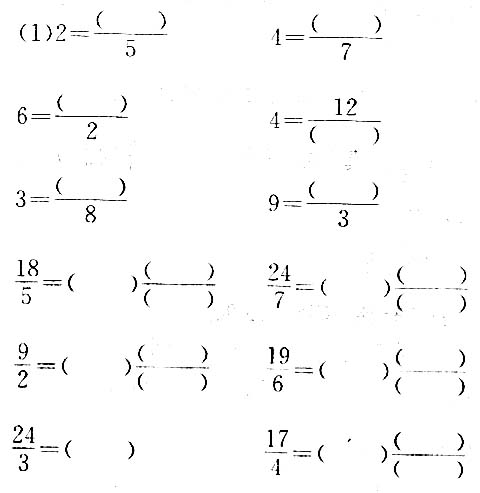 (1)2=( )/5 4=( )/7
6=( )/2 4=12/( )
3=( )/8 9=( )/3
18/5=( )( )/( ) 24/7=( )( )/( )
9/2=( )( )/( ) 19/6=( )( )/( )
24/3=( ) 17/4=( )( )/( )